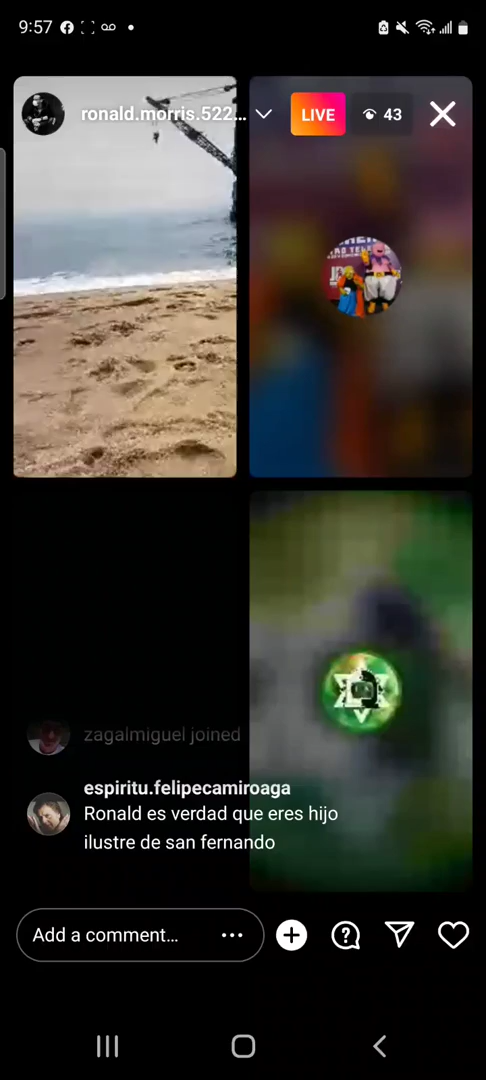 9:57
ronald.morris.522...
LIVE
43
zagalmiguel joined
espiritu.felipecamiroaga
Ronald es verdad que eres hijo
ilustre de san fernando
Add a comment...